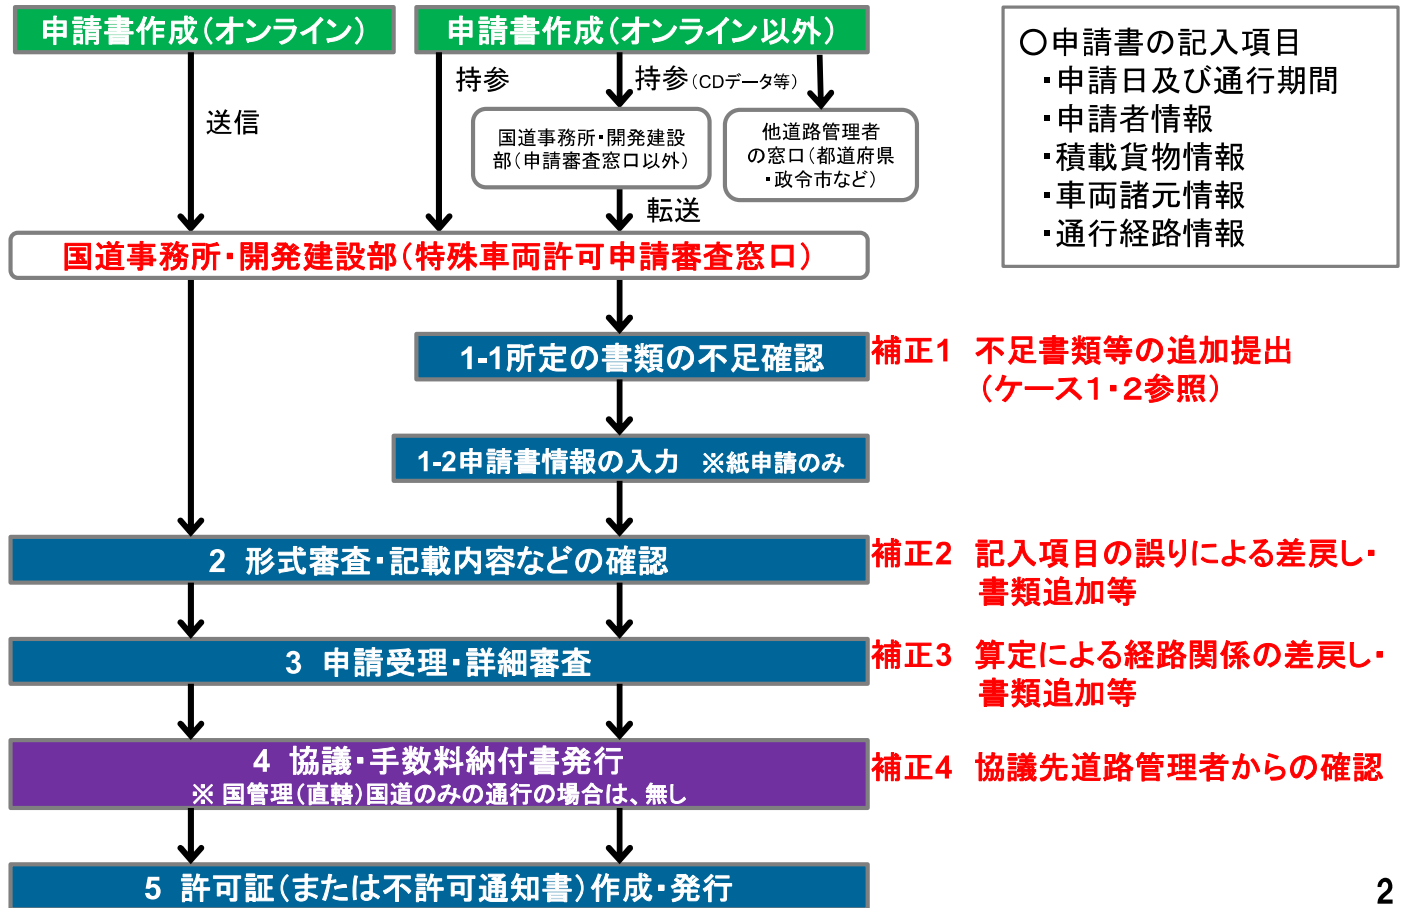 申請書作成（オンライン）
申請書作成（オンライン以外）
送信
持参
持参（CDデータ等）
国道事務所・開発建設
部（申請審査窓口以外）
他道路管理者
の窓口（都道府県
・政令市など）
転送
国道事務所・開発建設部（特殊車両許可申請審査窓口）
○申請書の記入項目
・申請日及び通行期間
・申請者情報
・積載貨物情報
・車両諸元情報
・通行経路情報
1-1所定の書類の不足確認
補正1　不足書類等の追加提出
（ケース1・2参照）
1-2申請書情報の入力　※紙申請のみ
2　形式審査・記載内容などの確認
補正2　記入項目の誤りによる差戻し・
書類追加等
3　申請受理・詳細審査
補正3　算定による経路関係の差戻し・
書類追加等
4　協議・手数料納付書発行
※ 国管理（直轄）国道のみの通行の場合は、無し
補正4　協議先道路管理者からの確認
5　許可証（または不許可通知書）作成・発行
2